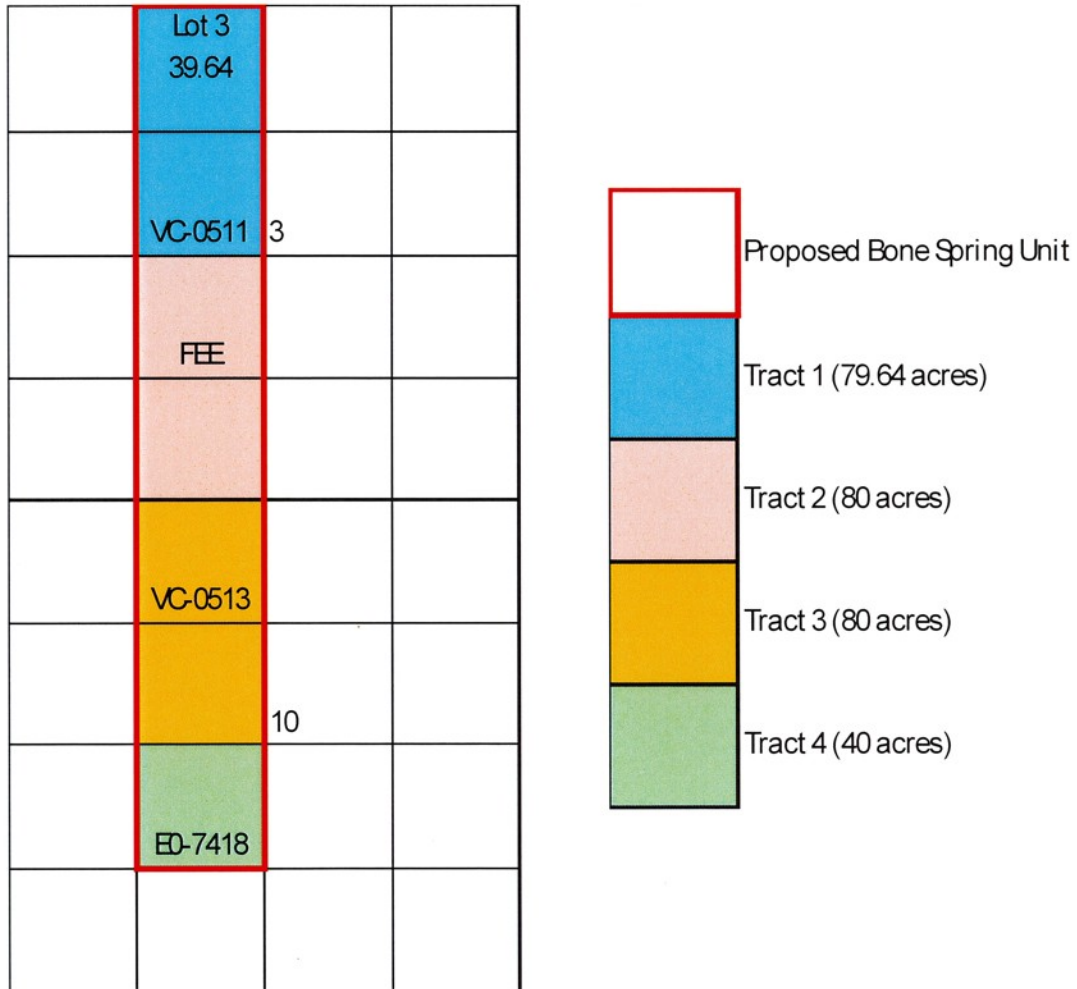 Lot 3
39.64
VC-0511
3
FEE
VC-0513
10
E0-7418
Proposed Bone Spring Unit
Tract 1 (79.64 acres)
Tract 2 (80 acres)
Tract 3 (80 acres)
Tract 4 (40 acres)